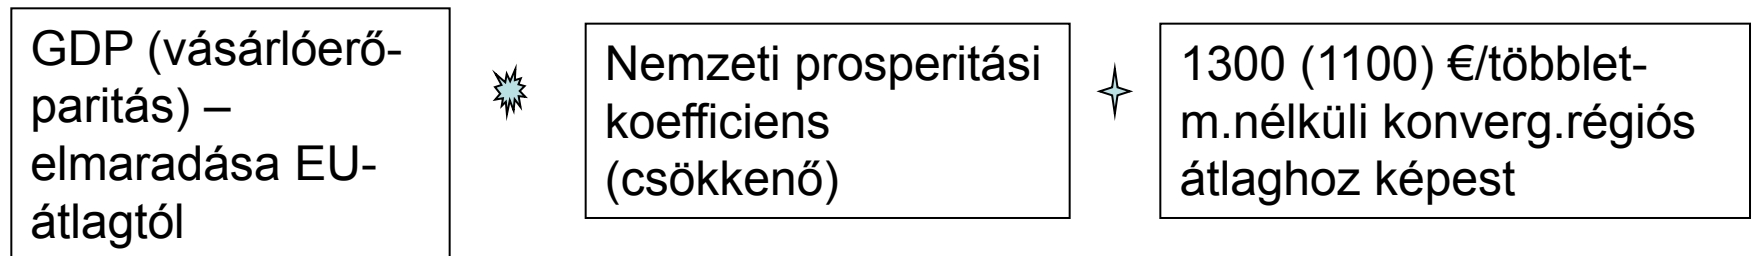 GDP (vásárlóerő-
paritás) –
elmaradása EU-
átlagtól
Nemzeti prosperitási
koefficiens
(csökkenő)
1300 (1100) €/többlet-
m.nélküli konverg.régiós
átlaghoz képest